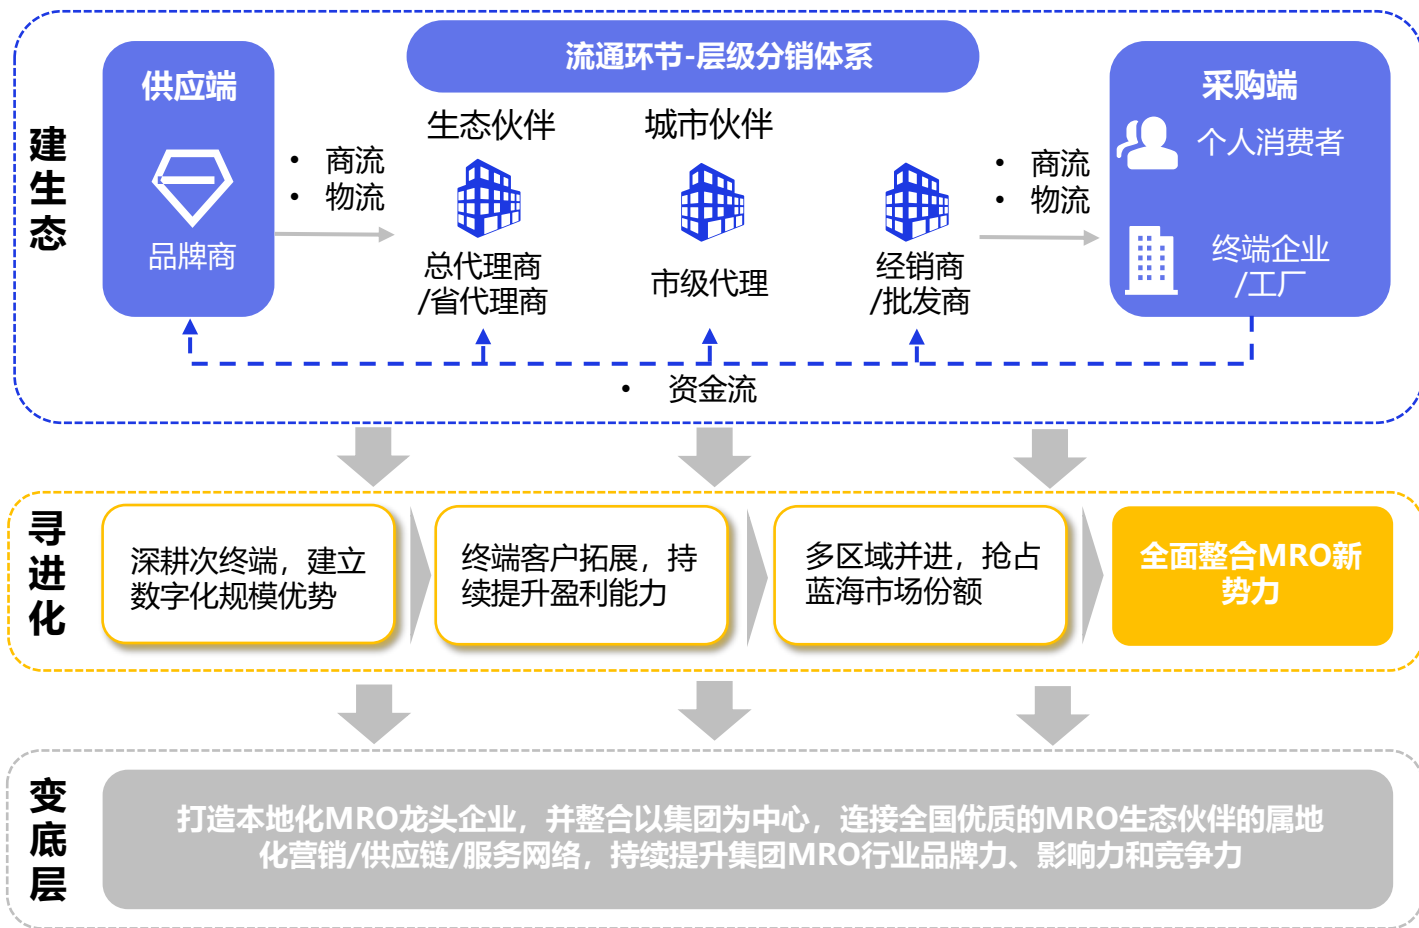 建
生
态
供应端
品牌商
• 商流
• 物流
流通环节-层级分销体系
生态伙伴
总代理商
/省代理商
城市伙伴
市级代理
经销商
/批发商
• 商流
• 物流
采购端
个人消费者
终端企业
/工厂
• 资金流
寻
进
化
深耕次终端，建立
数字化规模优势
终端客户拓展，持
续提升盈利能力
多区域并进，抢占
蓝海市场份额
全面整合MRO新
势力
变
底
层
打造本地化MRO龙头企业，并整合以集团为中心，连接全国优质的MRO生态伙伴的属地
化营销/供应链/服务网络，持续提升集团MRO行业品牌力、影响力和竞争力